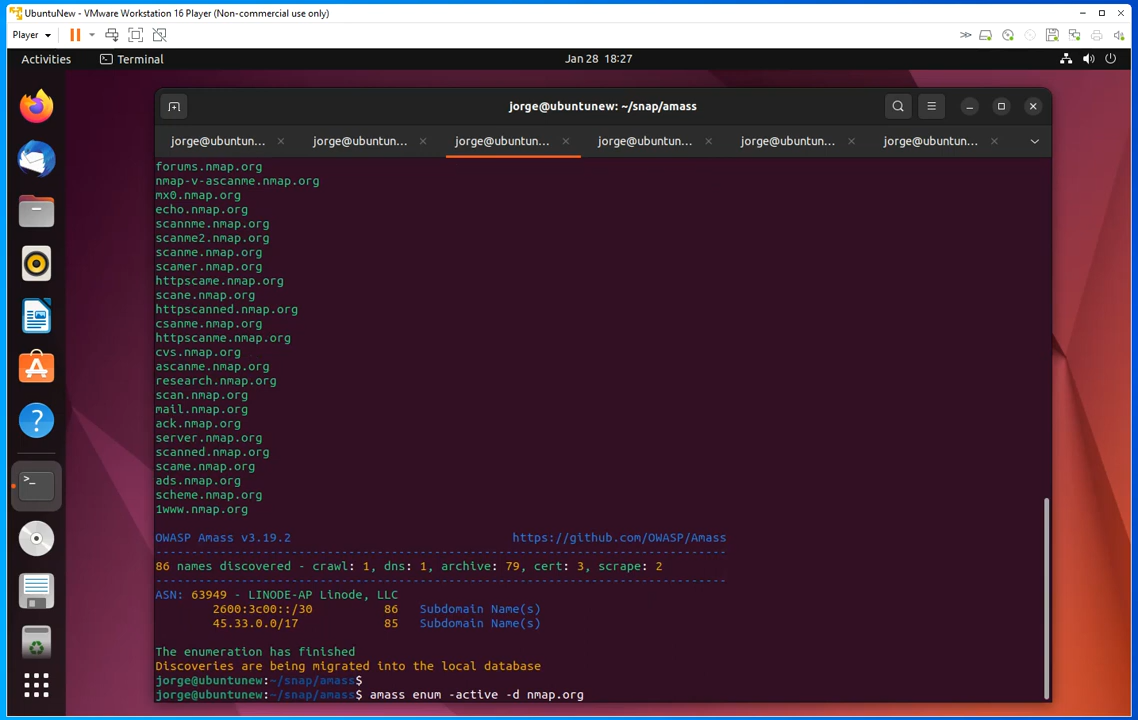 UbuntuNew - VMware Workstation 16 Player (Non-commercial use only)
Player
Activities
Terminal
Jan 28 18:27
jorge@ubuntunew: ~/snap/amass
jorge@ubuntun...
jorge@ubuntun...
jorge@ubuntun...
jorge@ubuntun...
jorge@ubuntun...
jorge@ubuntun...
forums.nmap.org
nmap-v-ascanme.nmap.org
mx0.nmap.org
echo.nmap.org
scannme.nmap.org
scanme2.nmap.org
scanme.nmap.org
scamer.nmap.org
httpscame.nmap.org
scane.nmap.org
httpscanned.nmap.org
csanme.nmap.org
httpscanme.nmap.org
cvs.nmap.org
ascanme.nmap.org
research.nmap.org
scan.nmap.org
mail.nmap.org
ack.nmap.org
server.nmap.org
scanned.nmap.org
scame.nmap.org
ads.nmap.org
scheme.nmap.org
1www.nmap.org
OWASP Amass v3.19.2 https://github.com/OWASP/Amass
--------------------------------------------------------------------------------
86 names discovered - crawl: 1, dns: 1, archive: 79, cert: 3, scrape: 2
--------------------------------------------------------------------------------
ASN: 63949 - LINODE-AP Linode, LLC
2600:3c00::/30 86 Subdomain Name(s)
45.33.0.0/17 85 Subdomain Name(s)
The enumeration has finished
Discoveries are being migrated into the local database
jorge@ubuntunew:~/snap/amass$
jorge@ubuntunew:~/snap/amass$ amass enum -active -d nmap.org